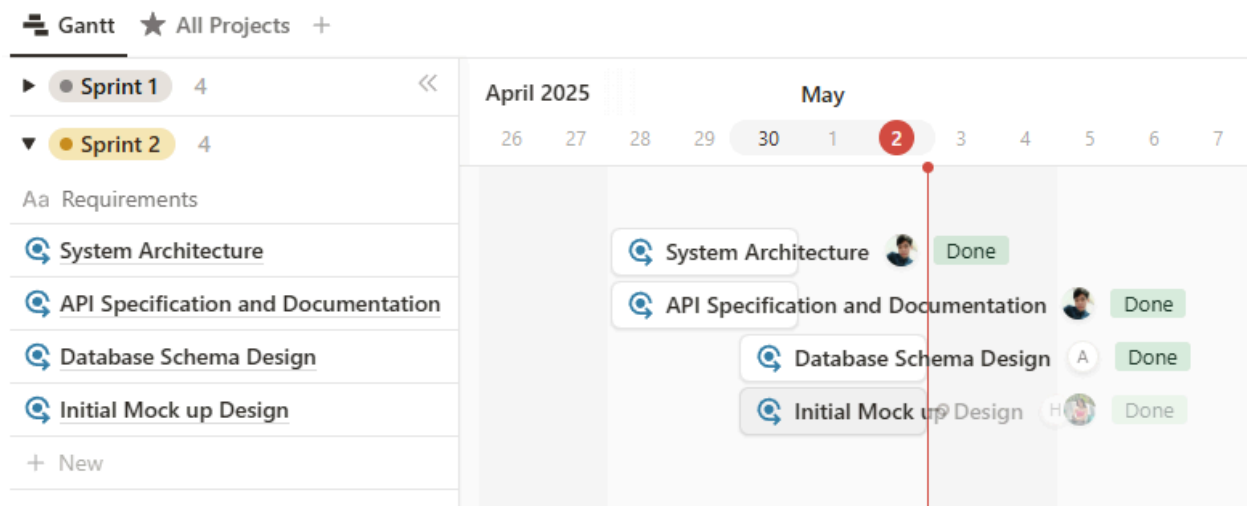 Gantt All Projects +
Sprint 1 4
April 2025 May
Sprint 2 4
26 27 28 29 30 1 2 3 4 5 6 7
Aa Requirements
System Architecture
System Architecture Done
API Specification and Documentation
API Specification and Documentation Done
Database Schema Design
Database Schema Design A Done
Initial Mock up Design
Initial Mock up Design H Done
+ New